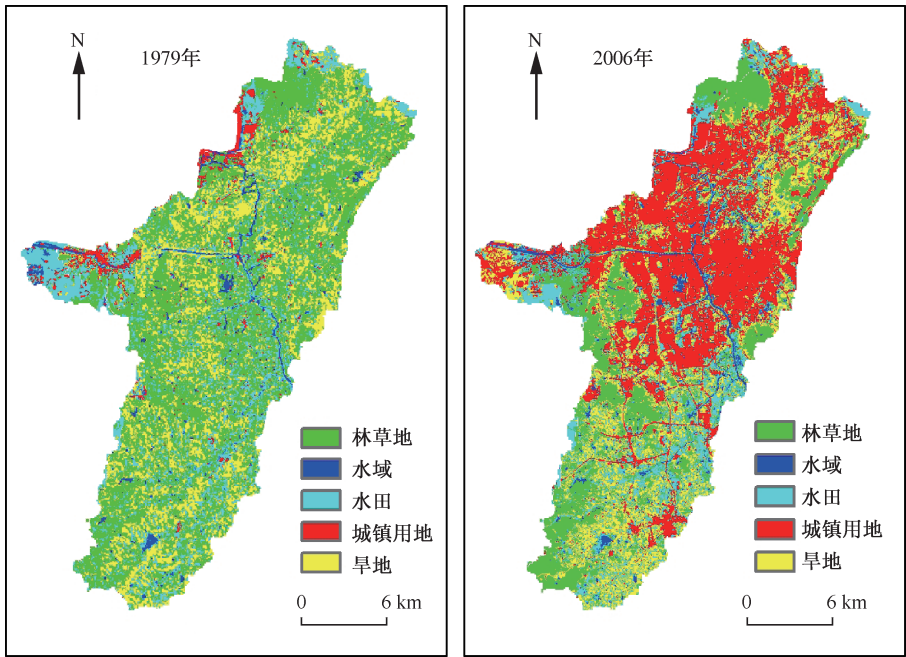 N
1979年
林草地
水域
水田
城镇用地
旱地
0 6 km
N
2006年
林草地
水域
水田
城镇用地
旱地
0 6 km